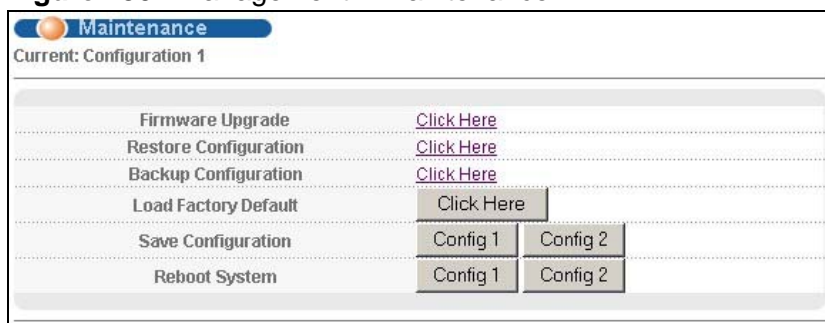 Maintenance
Current: Configuration 1
Firmware Upgrade Click Here
Restore Configuration Click Here
Backup Configuration Click Here
Load Factory Default Click Here
Save Configuration Config 1 Config 2
Reboot System Config 1 Config 2